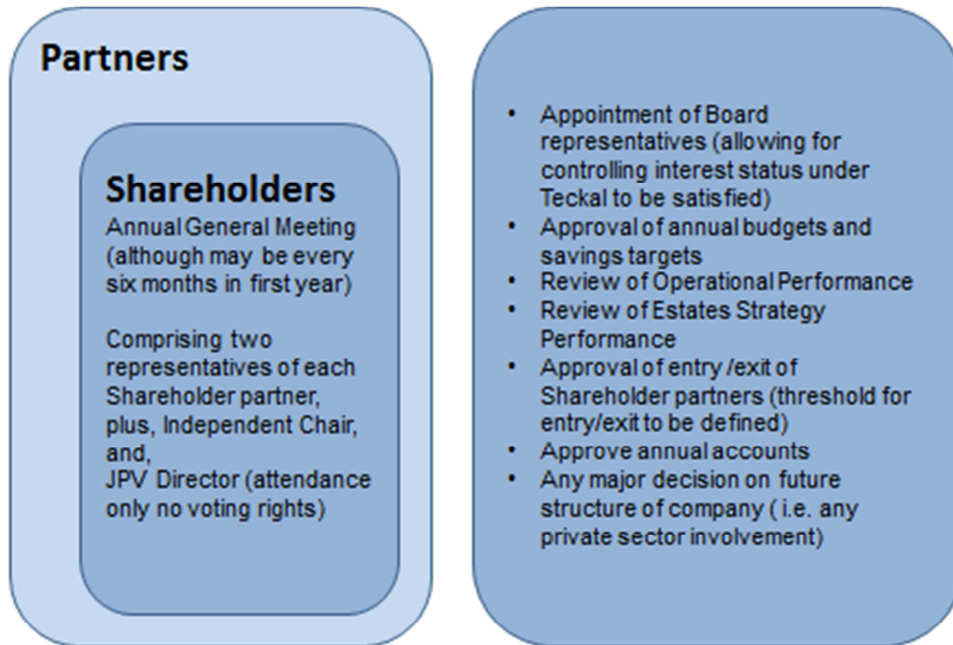 Partners
Shareholders
Annual General Meeting
(although may be every
six months in first year)
Comprising two
representatives of each
Shareholder partner,
plus, Independent Chair,
and,
JPV Director (attendance
only no voting rights)
• Appointment of Board
representatives (allowing for
controlling interest status under
Teckal to be satisfied)
• Approval of annual budgets and
savings targets
• Review of Operational Performance
• Review of Estates Strategy
Performance
• Approval of entry /exit of
Shareholder partners (threshold for
entry/exit to be defined)
• Approve annual accounts
• Any major decision on future
structure of company ( i.e. any
private sector involvement)